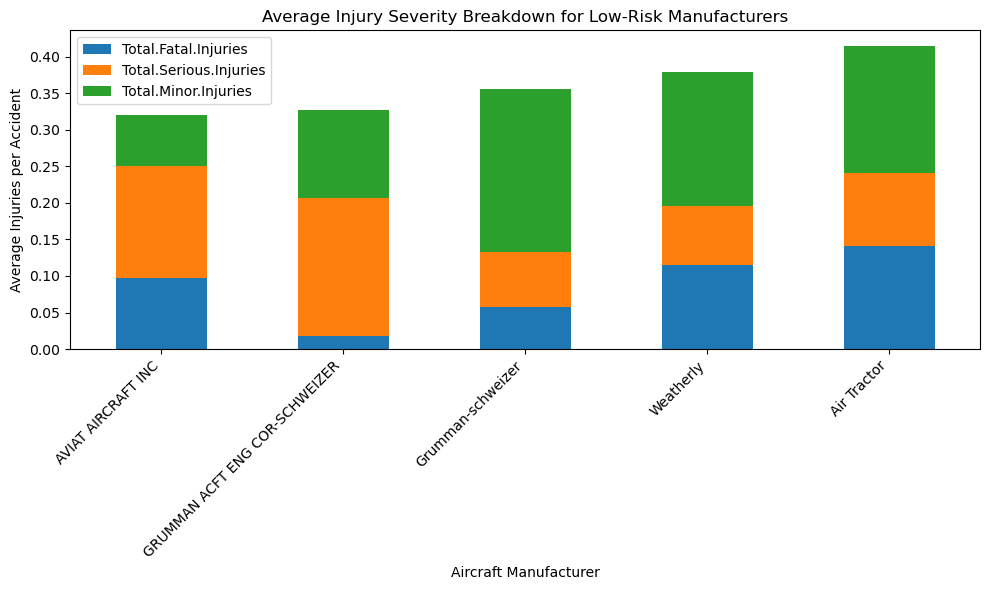 Average Injury Severity Breakdown for Low-Risk Manufacturers
Total.Fatal.Injuries
Total.Serious.Injuries
Total.Minor.Injuries
Average Injuries per Accident
0.40
0.35
0.30
0.25
0.20
0.15
0.10
0.05
0.00
AVIAT AIRCRAFT INC
GRUMMAN ACFT ENG COR-SCHWEIZER
Grumman-schweizer
Weatherly
Air Tractor
Aircraft Manufacturer